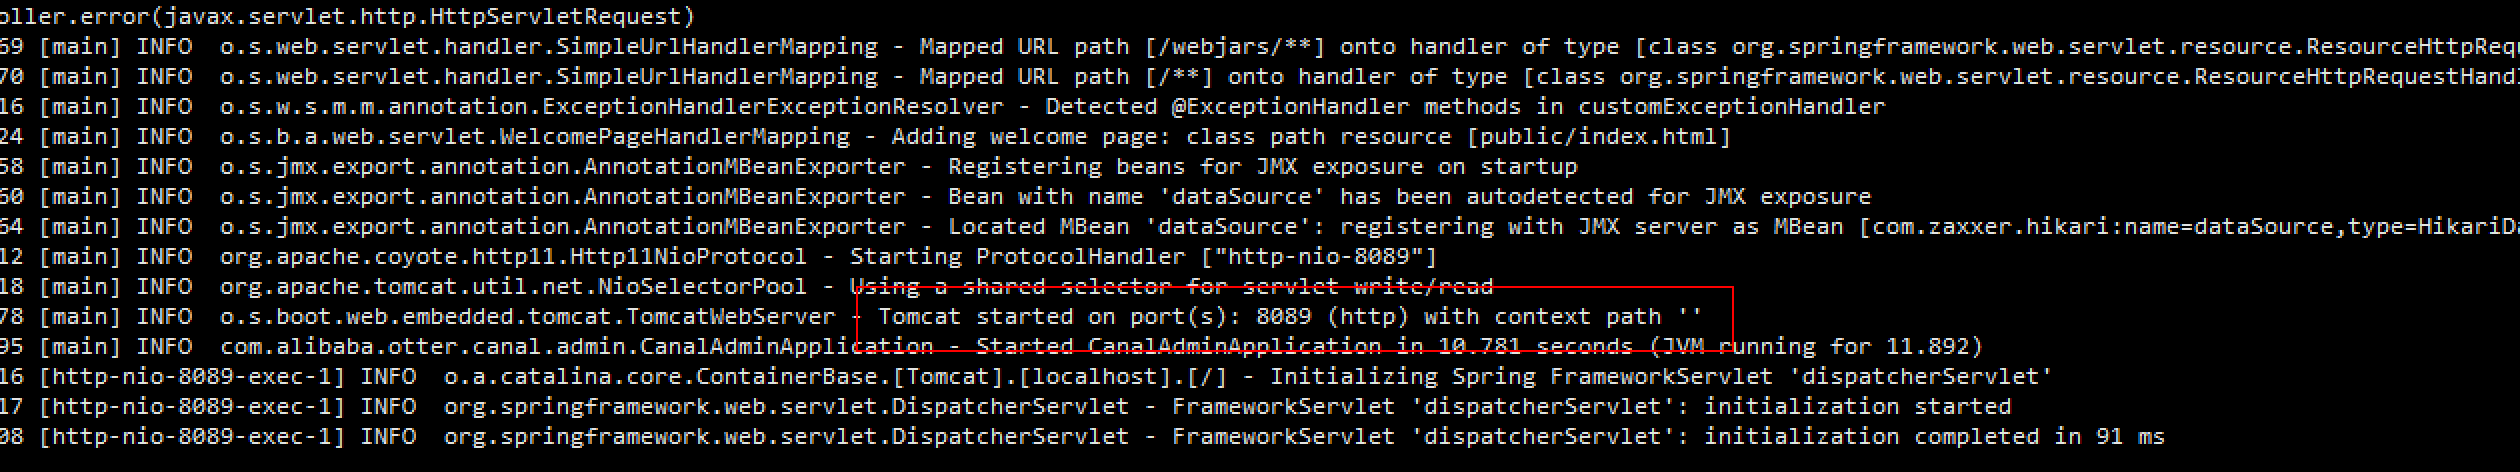 oller.error(javax.servlet.http.HttpServletRequest)
69 [main] INFO  o.s.web.servlet.handler.SimpleUrlHandlerMapping - Mapped URL path [/webjars/**] onto handler of type [class org.springframework.web.servlet.resource.ResourceHttpReq
70 [main] INFO  o.s.web.servlet.handler.SimpleUrlHandlerMapping - Mapped URL path [/**] onto handler of type [class org.springframework.web.servlet.resource.ResourceHttpRequestHandl
16 [main] INFO  o.s.w.s.m.m.annotation.ExceptionHandlerExceptionResolver - Detected @ExceptionHandler methods in customExceptionHandler
24 [main] INFO  o.s.b.a.web.servlet.WelcomePageHandlerMapping - Adding welcome page: class path resource [public/index.html]
58 [main] INFO  o.s.jmx.export.annotation.AnnotationMBeanExporter - Registering beans for JMX exposure on startup
60 [main] INFO  o.s.jmx.export.annotation.AnnotationMBeanExporter - Bean with name 'dataSource' has been autodetected for JMX exposure
64 [main] INFO  o.s.jmx.export.annotation.AnnotationMBeanExporter - Located MBean 'dataSource': registering with JMX server as MBean [com.zaxxer.hikari:name=dataSource,type=HikariDa
12 [main] INFO  org.apache.coyote.http11.Http11NioProtocol - Starting ProtocolHandler ["http-nio-8089"]
18 [main] INFO  org.apache.tomcat.util.net.NioSelectorPool - Using a shared selector for servlet write/read
78 [main] INFO  o.s.boot.web.embedded.tomcat.TomcatWebServer - Tomcat started on port(s): 8089 (http) with context path ''
95 [main] INFO  com.alibaba.otter.canal.admin.CanalAdminApplication - Started CanalAdminApplication in 10.781 seconds (JVM running for 11.892)
16 [http-nio-8089-exec-1] INFO  o.a.catalina.core.ContainerBase.[Tomcat].[localhost].[/] - Initializing Spring FrameworkServlet 'dispatcherServlet'
17 [http-nio-8089-exec-1] INFO  org.springframework.web.servlet.DispatcherServlet - FrameworkServlet 'dispatcherServlet': initialization started
08 [http-nio-8089-exec-1] INFO  org.springframework.web.servlet.DispatcherServlet - FrameworkServlet 'dispatcherServlet': initialization completed in 91 ms